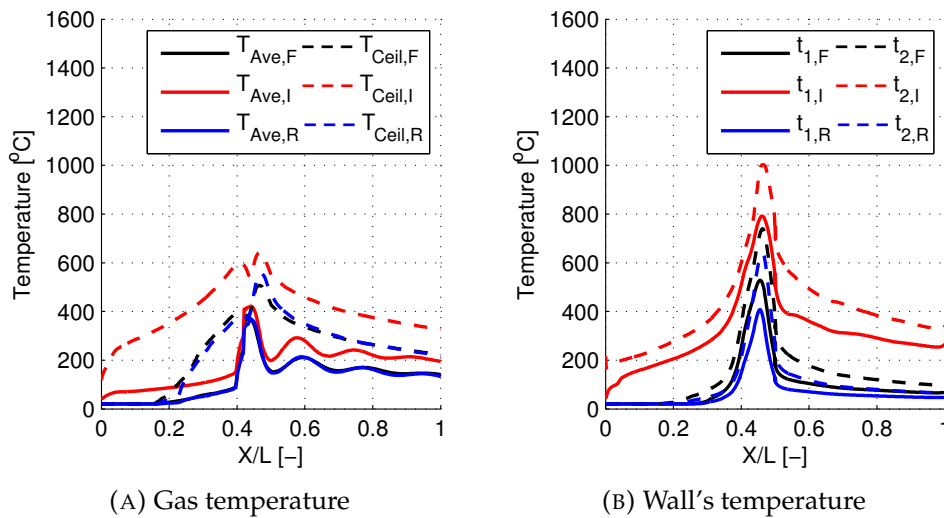 1600
1400
1200
1000
800
600
400
200
0
Temperature [°C]
T_Ave,F T_Ceil,F
T_Ave,I T_Ceil,I
T_Ave,R T_Ceil,R
0 0.2 0.4 0.6 0.8 1
X/L [–]
(A) Gas temperature
1600
1400
1200
1000
800
600
400
200
0
Temperature [°C]
t_1,F t_2,F
t_1,I t_2,I
t_1,R t_2,R
0 0.2 0.4 0.6 0.8 1
X/L [–]
(B) Wall's temperature